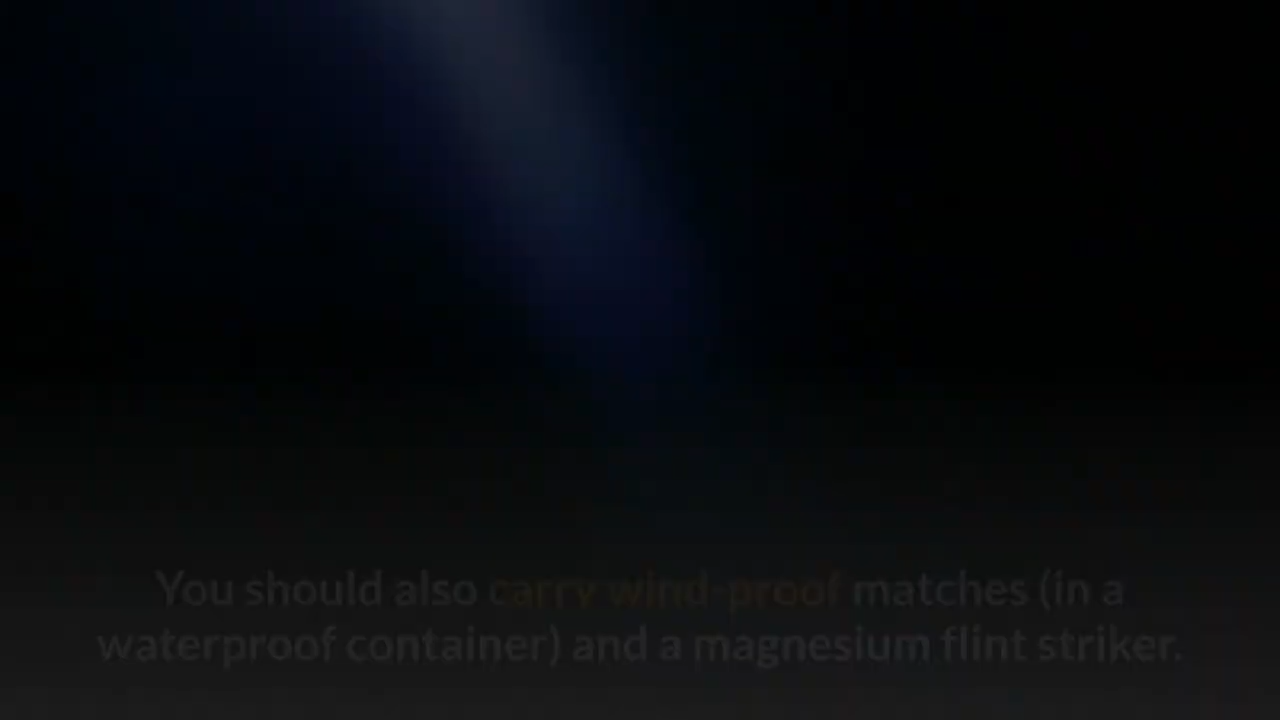 You should also carry wind-proof matches (in a
waterproof container) and a magnesium flint striker.